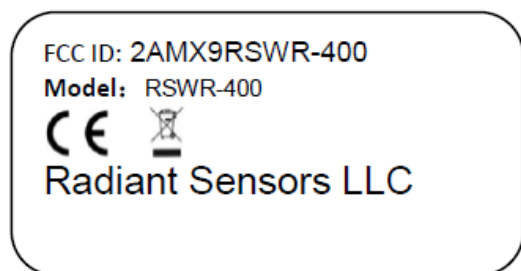 FCC ID: 2AMX9RSWR-400
Model： RSWR-400
CE
Radiant Sensors LLC